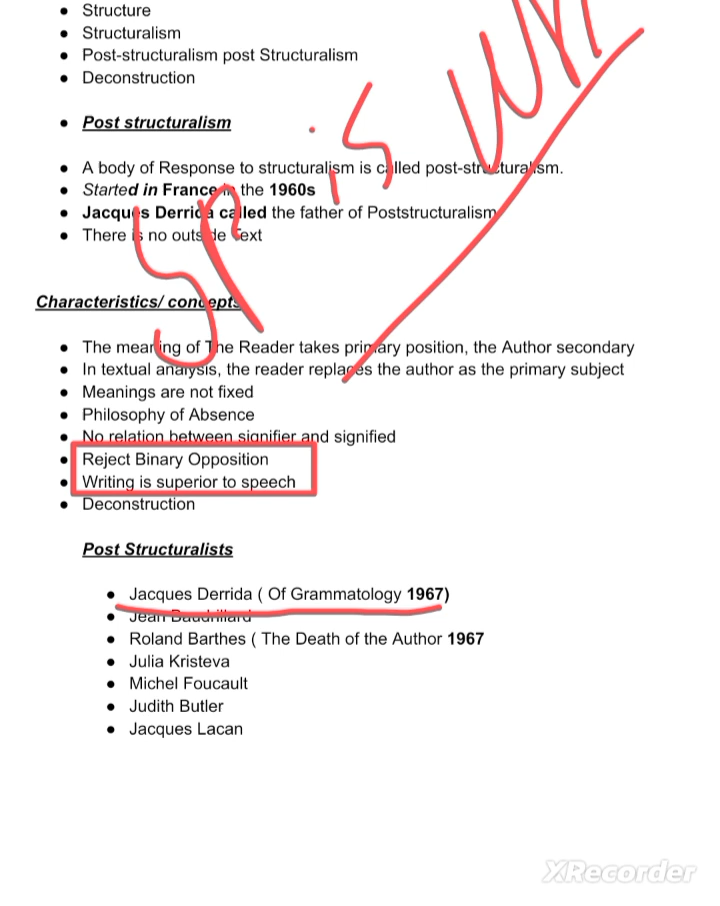 Structure
Structuralism
Post-structuralism post Structuralism
Deconstruction
Post structuralism
A body of Response to structuralism is called post-structuralism.
Started in France in the 1960s
Jacques Derrida called the father of Poststructuralism
There is no outside Text
Characteristics/ concepts
The meaning of The Reader takes primary position, the Author secondary
In textual analysis, the reader replaces the author as the primary subject
Meanings are not fixed
Philosophy of Absence
No relation between signifier and signified
Reject Binary Opposition
Writing is superior to speech
Deconstruction
Post Structuralists
Jacques Derrida ( Of Grammatology 1967)
Jean Baudrillard
Roland Barthes ( The Death of the Author 1967
Julia Kristeva
Michel Foucault
Judith Butler
Jacques Lacan
XRecorder